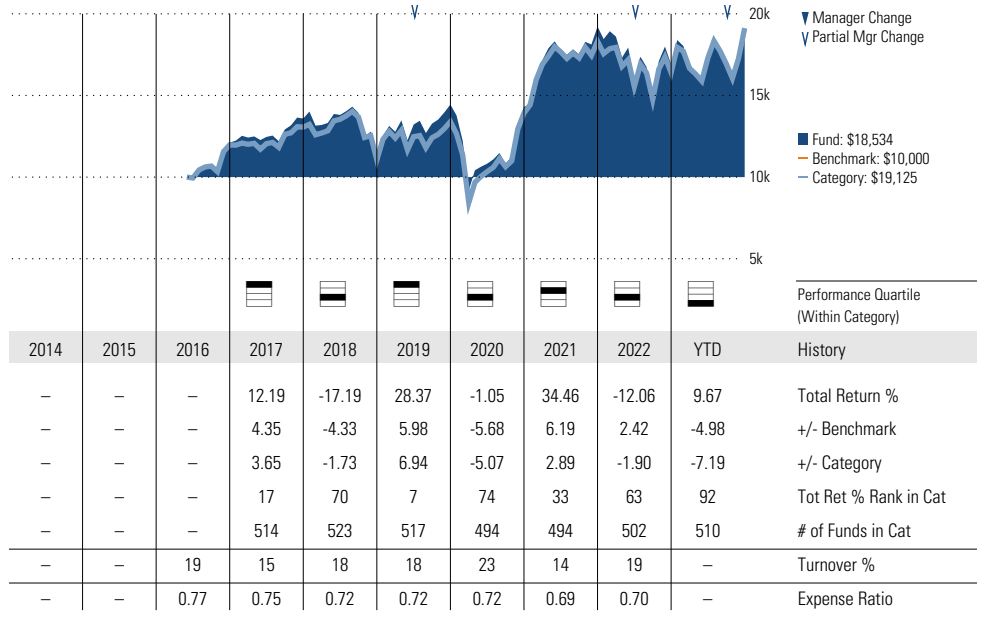 20k
Manager Change
Partial Mgr Change
15k
Fund: $18,534
Benchmark: $10,000
10k
Category: $19,125
5k
Performance Quartile
(Within Category)
2014 2015 2016 2017 2018 2019 2020 2021 2022 YTD History
– – – 12.19 -17.19 28.37 -1.05 34.46 -12.06 9.67 Total Return %
– – – 4.35 -4.33 5.98 -5.68 6.19 2.42 -4.98 +/- Benchmark
– – – 3.65 -1.73 6.94 -5.07 2.89 -1.90 -7.19 +/- Category
– – – 17 70 7 74 33 63 92 Tot Ret % Rank in Cat
– – – 514 523 517 494 494 502 510 # of Funds in Cat
– – 19 15 18 18 23 14 19 – Turnover %
– – 0.77 0.75 0.72 0.72 0.72 0.69 0.70 – Expense Ratio